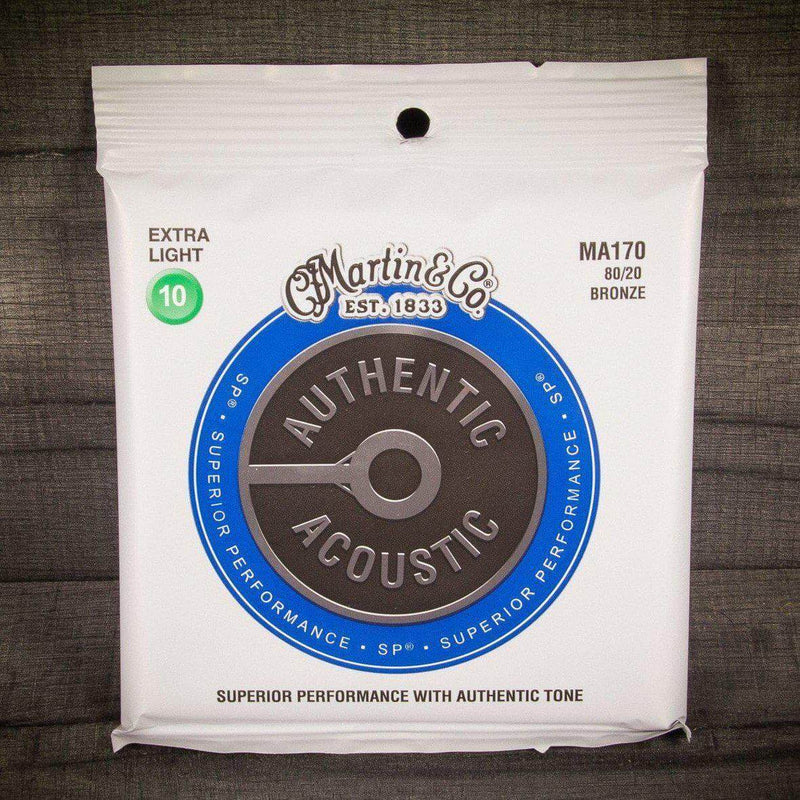 EXTRA
LIGHT
10
MA170
80/20
BRONZE
Martin & Co.®
EST. 1833
AUTHENTIC
ACOUSTIC
SP® • SUPERIOR PERFORMANCE • SP® • SUPERIOR PERFORMANCE • SP®
SUPERIOR PERFORMANCE WITH AUTHENTIC TONE